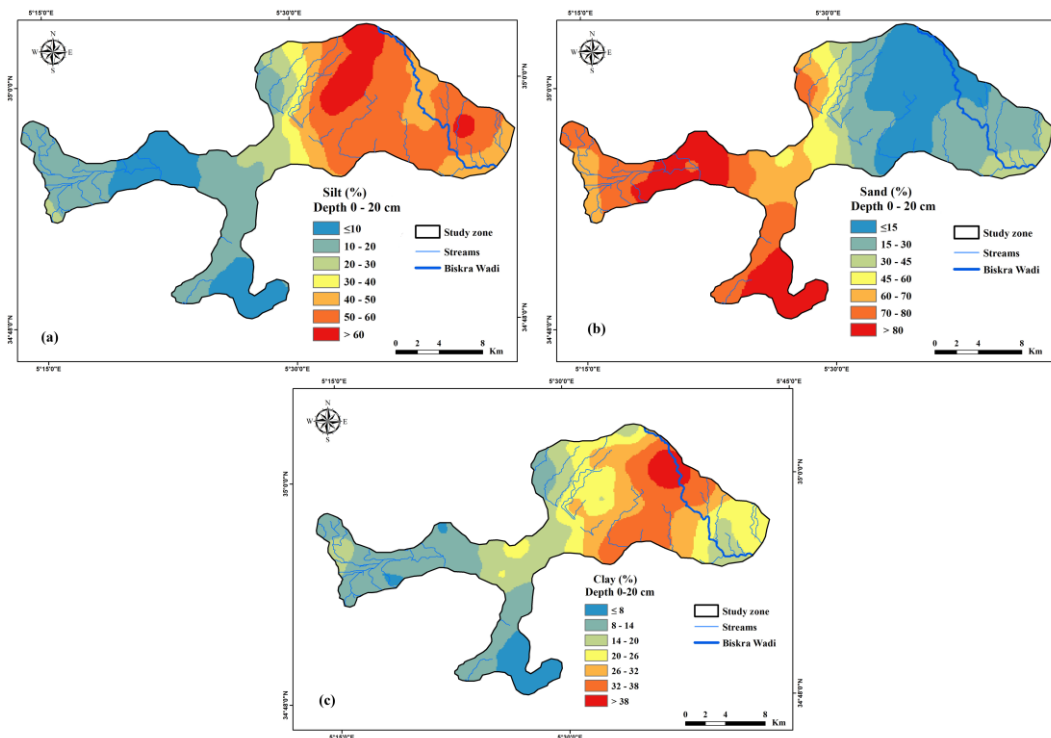 5°15'0"E
5°30'0"E
N
W E
S
35°0'0"N
Silt (%)
Depth 0 - 20 cm
≤10
10 - 20
20 - 30
30 - 40
40 - 50
50 - 60
> 60
Study zone
Streams
Biskra Wadi
(a)
0 2 4 8
Km
34°48'0"N
34°48'0"N
5°15'0"E
5°30'0"E
5°15'0"E
5°30'0"E
N
W E
S
35°0'0"N
35°0'0"N
Sand (%)
Depth 0 - 20 cm
≤15
15 - 30
30 - 45
45 - 60
60 - 70
70 - 80
> 80
Study zone
Streams
Biskra Wadi
(b)
0 2 4 8
Km
34°48'0"N
5°15'0"E
5°30'0"E
5°15'0"E
5°30'0"E
5°45'0"E
N
W E
S
35°0'0"N
35°0'0"N
Clay (%)
Depth 0-20 cm
≤ 8
8 - 14
14 - 20
20 - 26
26 - 32
32 - 38
> 38
Study zone
Streams
Biskra Wadi
(c)
0 2 4 8
Km
34°48'0"N
34°48'0"N